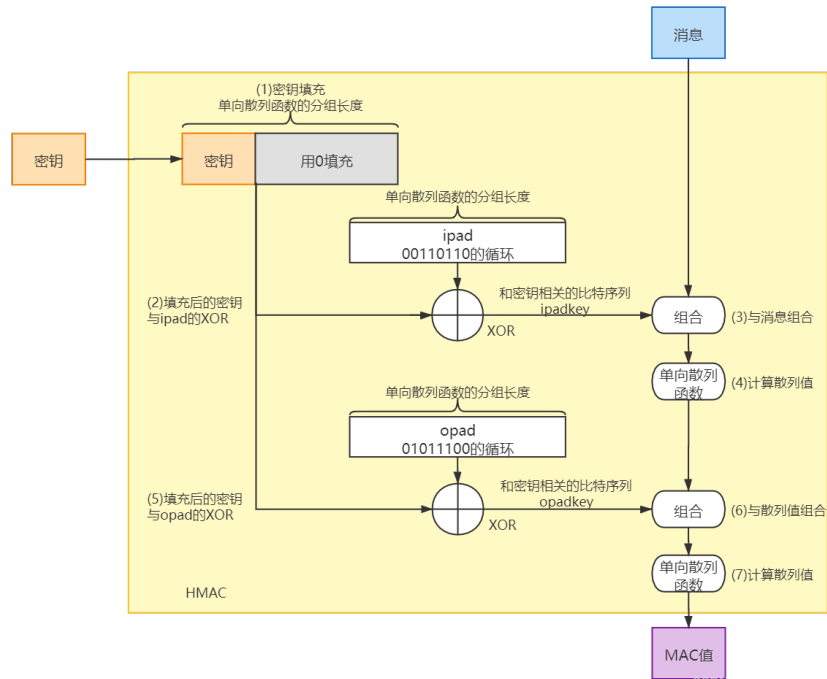 消息
(1)密钥填充
单向散列函数的分组长度
密钥
密钥
用0填充
单向散列函数的分组长度
ipad
00110110的循环
(2)填充后的密钥
与ipad的XOR
和密钥相关的比特序列
ipadkey
XOR
组合
(3)与消息组合
单向散列
函数
(4)计算散列值
单向散列函数的分组长度
opad
01011100的循环
(5)填充后的密钥
与opad的XOR
和密钥相关的比特序列
opadkey
XOR
组合
(6)与散列值组合
单向散列
函数
(7)计算散列值
HMAC
MAC值